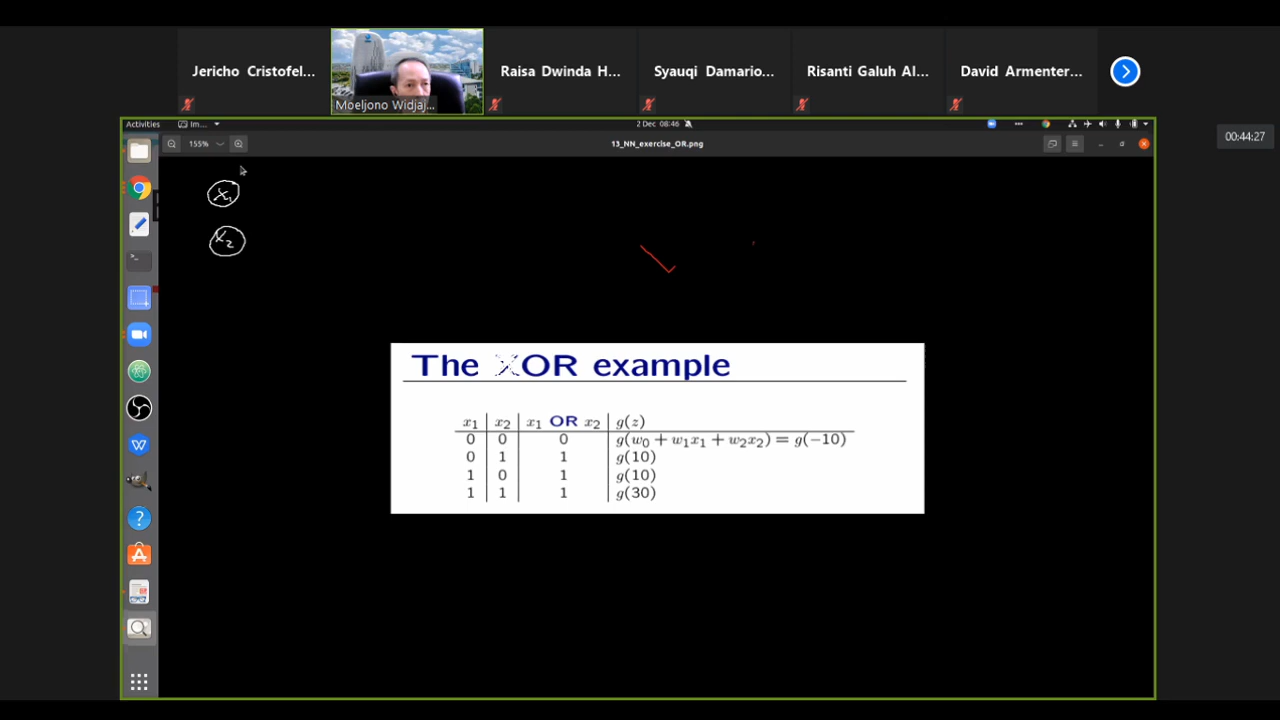 Jericho Cristofel...
Raisa Dwinda H...
Syauqi Damario...
Risanti Galuh Al...
David Armenter...
Moeljono Widja...
Activities
Im...
2 Dec 08:46
00:44:27
155%
13_NN_exercise_OR.png
X1
X2
The XOR example
x1 x2 x1 OR x2 g(z)
0 0 0 g(w0 + w1x1 + w2x2) = g(−10)
0 1 1 g(10)
1 0 1 g(10)
1 1 1 g(30)